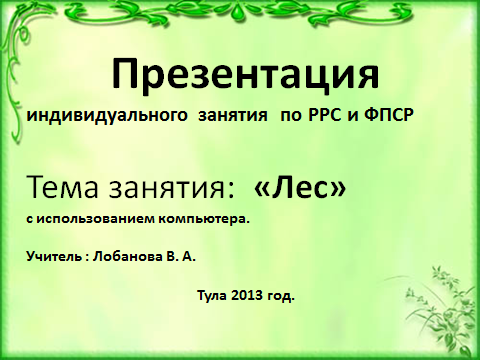 Презентация
индивидуального занятия по РРС и ФПСР
Тема занятия: «Лес»
с использованием компьютера.
Учитель : Лобанова В. А.
Тула 2013 год.